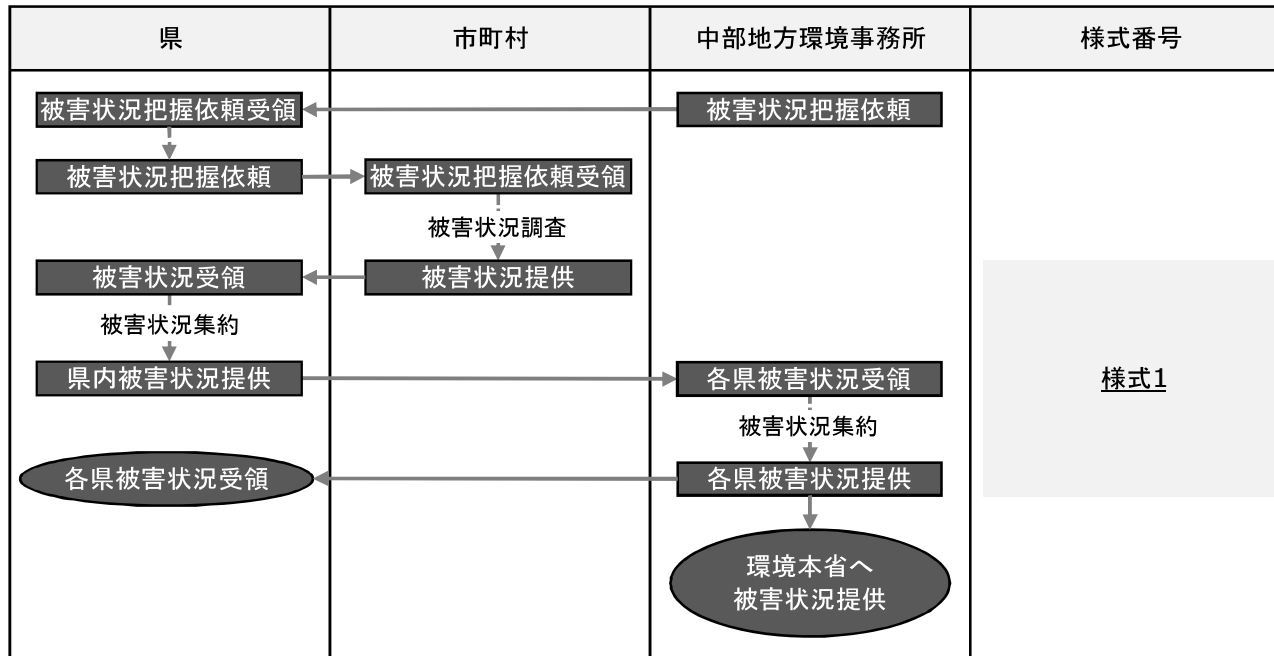 県
市町村
中部地方環境事務所
様式番号
被害状況把握依頼受領
被害状況把握依頼
被害状況把握依頼
被害状況把握依頼受領
被害状況調査
被害状況受領
被害状況提供
被害状況集約
県内被害状況提供
各県被害状況受領
様式1
被害状況集約
各県被害状況受領
各県被害状況提供
環境本省へ
被害状況提供